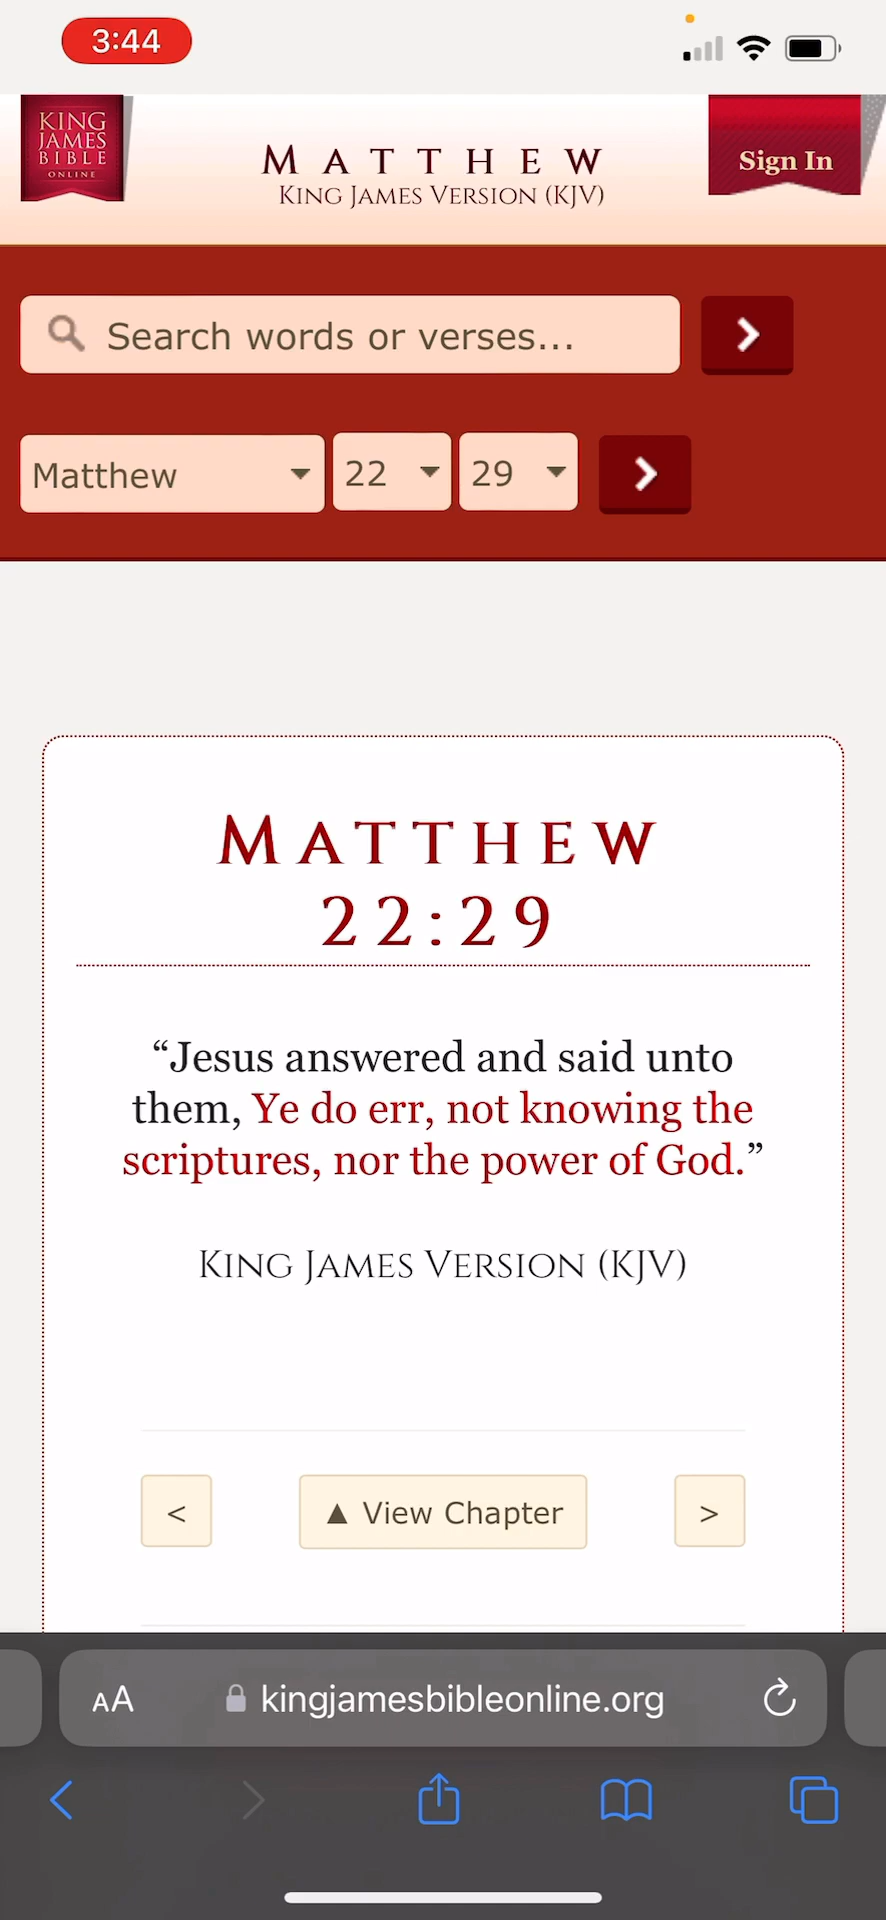 3:44
KING
JAMES
BIBLE
ONLINE
MATTHEW
KING JAMES VERSION (KJV)
Sign In
Search words or verses...
Matthew
22
29
MATTHEW
22:29
“Jesus answered and said unto
them, Ye do err, not knowing the
scriptures, nor the power of God.”
KING JAMES VERSION (KJV)
<
▲ View Chapter
>
AA
kingjamesbibleonline.org